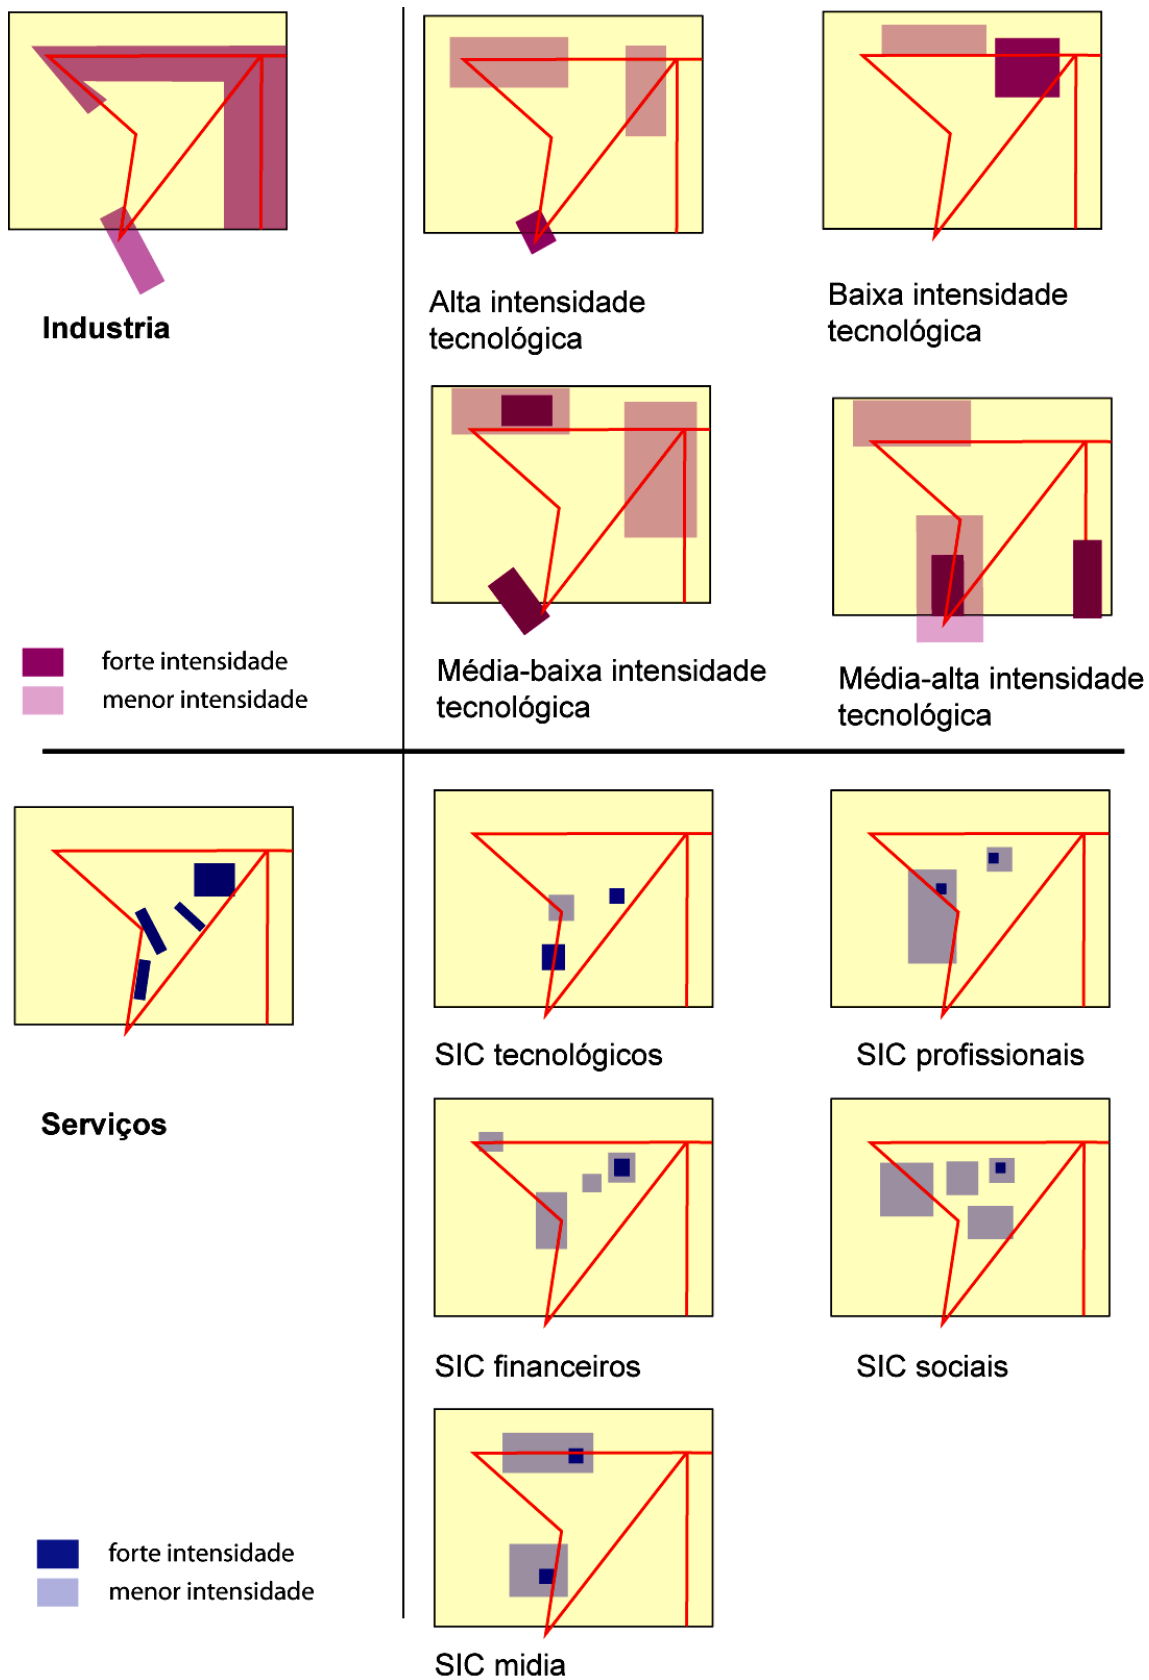 Industria
Alta intensidade
tecnológica
Baixa intensidade
tecnológica
Média-baixa intensidade
tecnológica
Média-alta intensidade
tecnológica
forte intensidade
menor intensidade
Serviços
SIC tecnológicos
SIC profissionais
SIC financeiros
SIC sociais
SIC midia
forte intensidade
menor intensidade